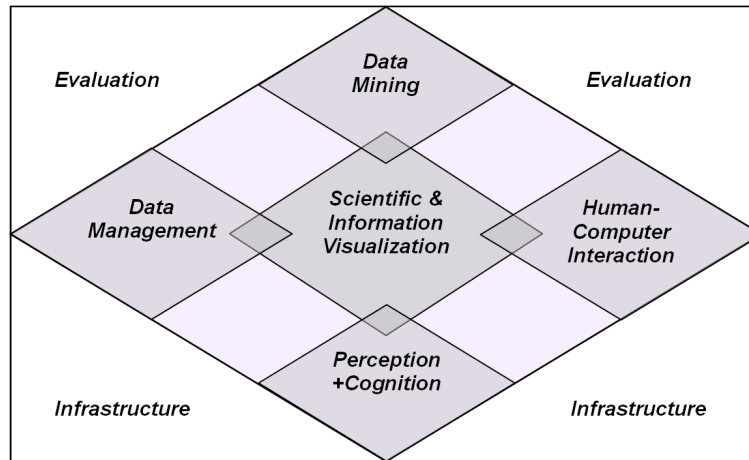 Evaluation
Data
Mining
Evaluation
Data
Management
Scientific &
Information
Visualization
Human-
Computer
Interaction
Perception
+Cognition
Infrastructure
Infrastructure